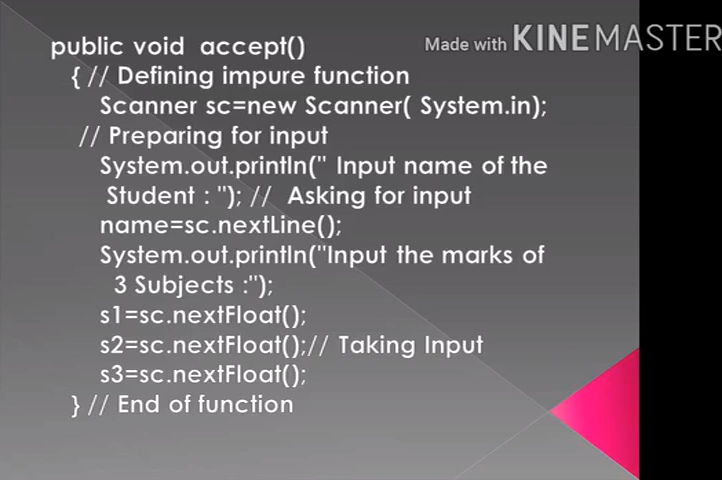 public void accept()
Made with KINEMASTER
{ // Defining impure function
Scanner sc=new Scanner( System.in);
// Preparing for input
System.out.println(" Input name of the
Student : "); // Asking for input
name=sc.nextLine();
System.out.println("Input the marks of
3 Subjects :");
s1=sc.nextFloat();
s2=sc.nextFloat();// Taking Input
s3=sc.nextFloat();
} // End of function